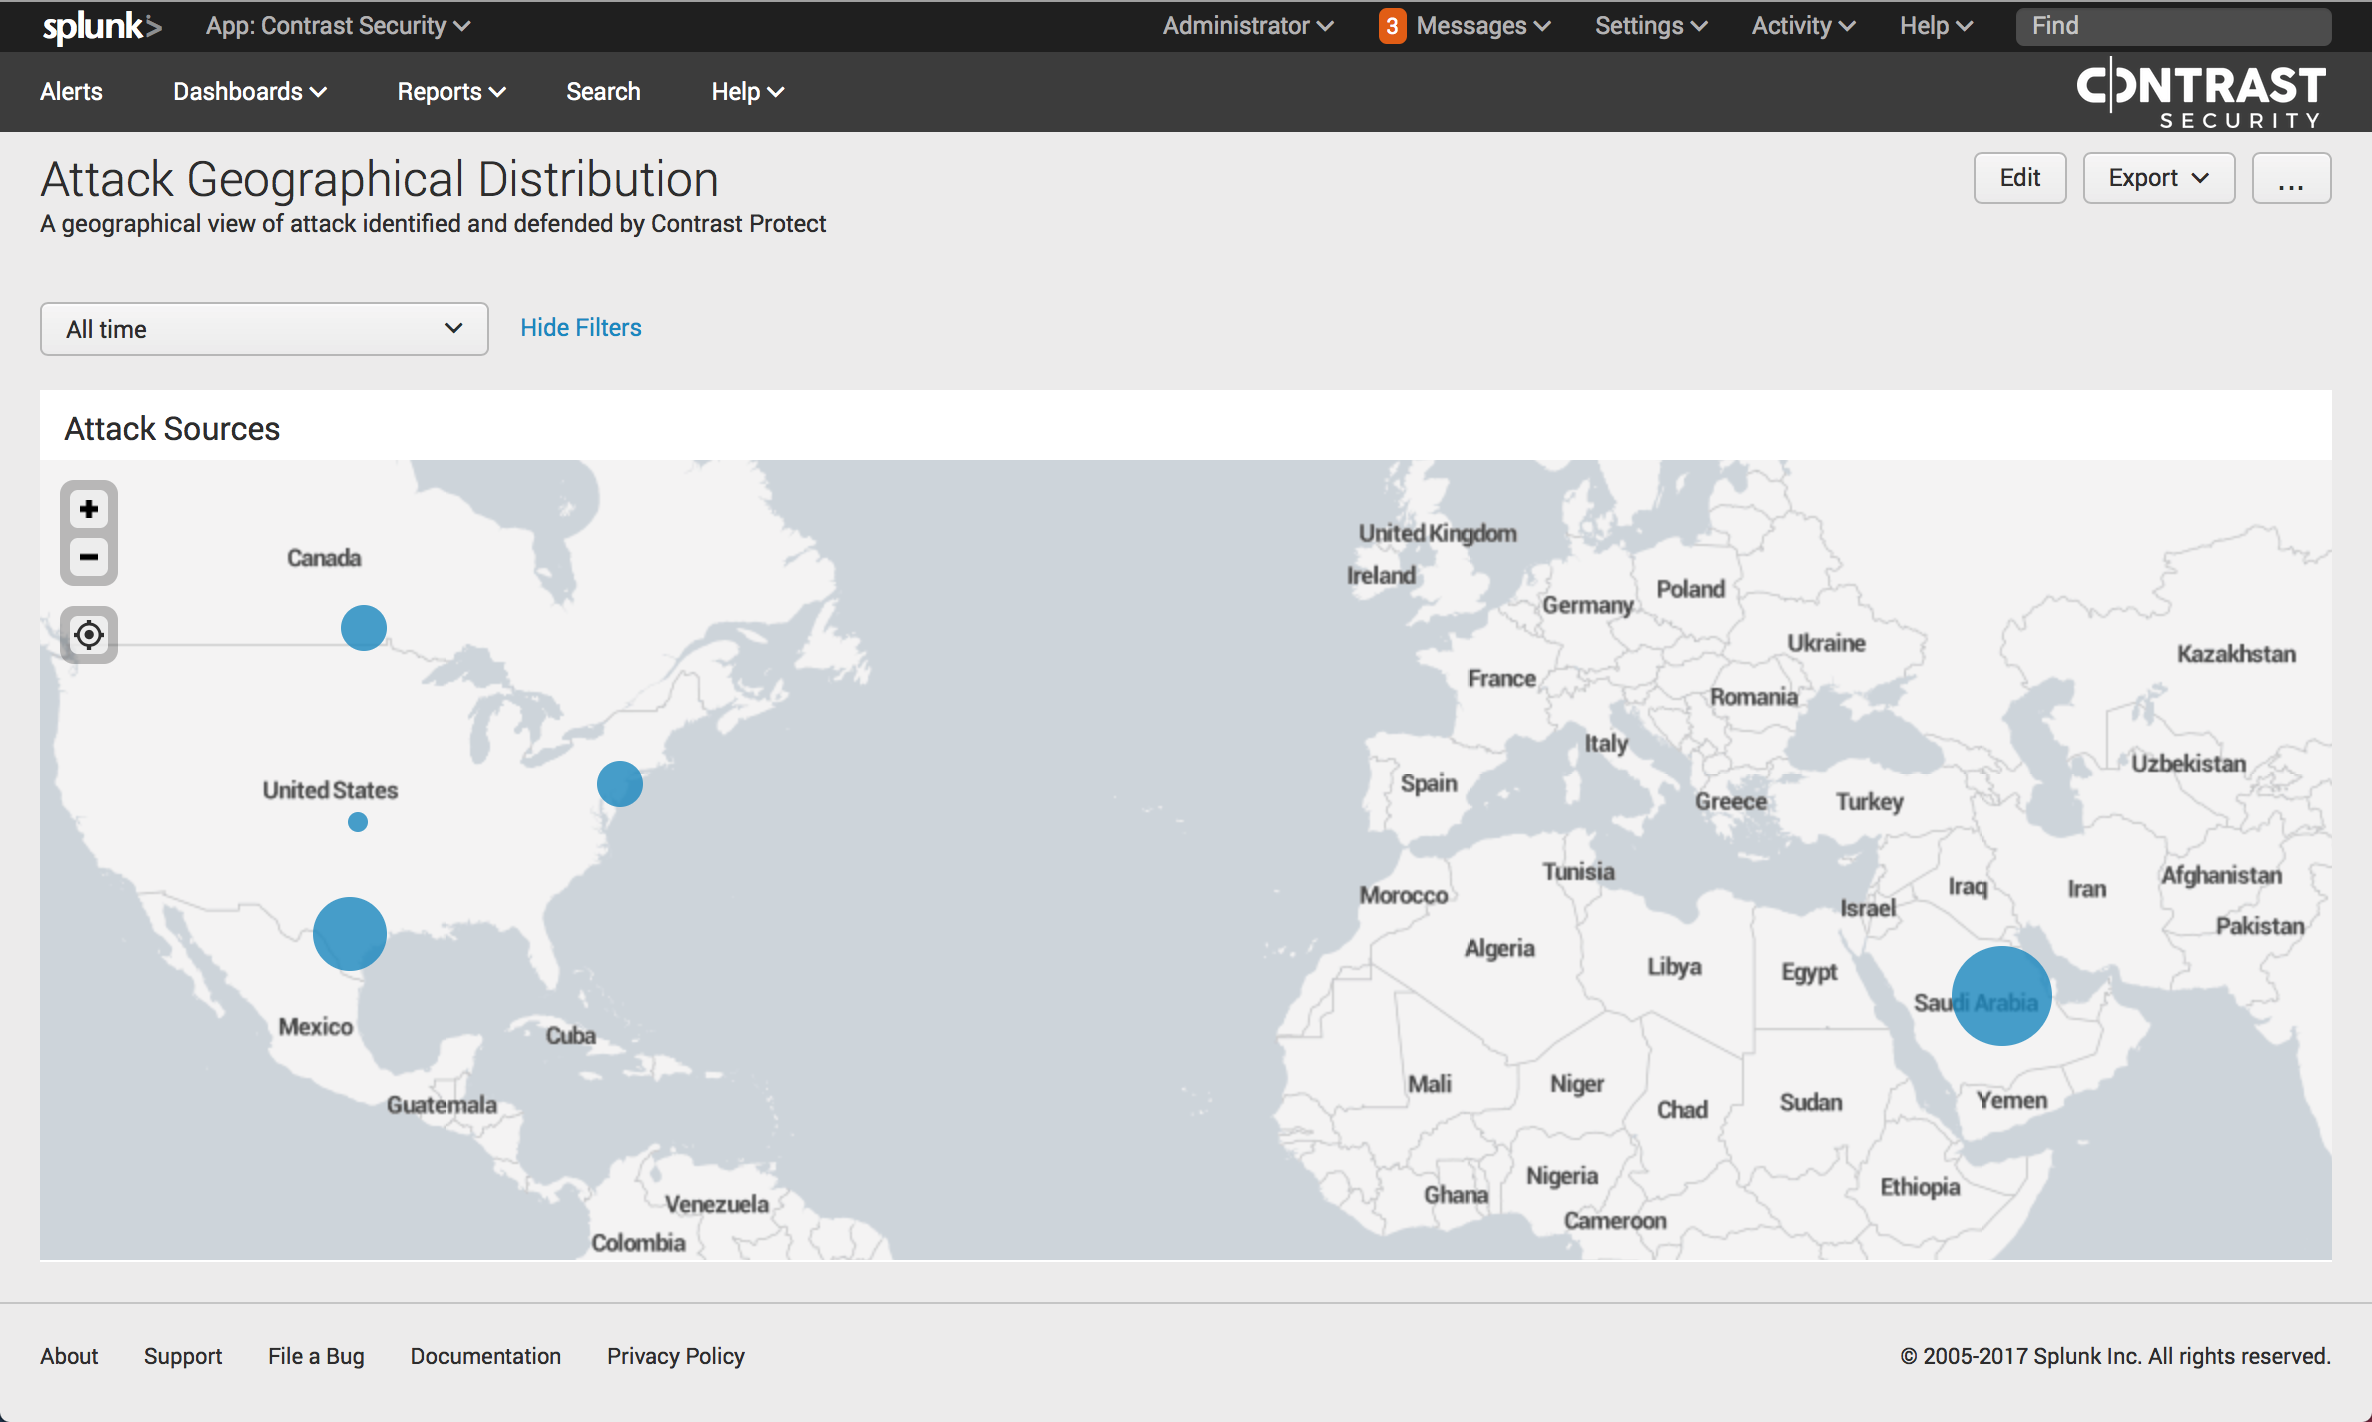 splunk> App: Contrast Security Administrator 3 Messages Settings Activity Help Find
Alerts Dashboards Reports Search Help CONTRAST
SECURITY
Attack Geographical Distribution Edit Export ...
A geographical view of attack identified and defended by Contrast Protect
All time Hide Filters
Attack Sources
United Kingdom
Canada
Ireland
Poland
Germany
Ukraine
Kazakhstan
France
Romania
Italy
Uzbekistan
Spain
United States
Greece
Turkey
Tunisia
Afghanistan
Iraq
Iran
Morocco
Israel
Pakistan
Algeria
Libya
Egypt
Saudi Arabia
Mexico
Cuba
Mali
Niger
Yemen
Sudan
Guatemala
Chad
Nigeria
Ethiopia
Ghana
Venezuela
Cameroon
Colombia
About Support File a Bug Documentation Privacy Policy © 2005-2017 Splunk Inc. All rights reserved.